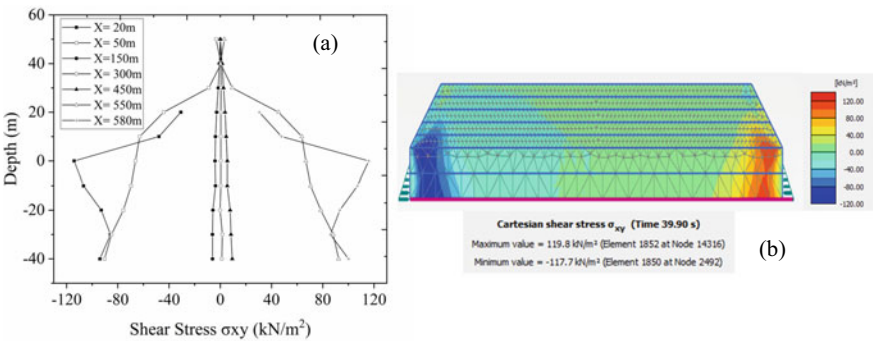 (a)
X= 20m
X= 50m
X=150m
X= 300m
X= 450m
X= 550m
X= 580m
60
40
20
0
-20
-40
Depth (m)
-120
-80
-40
0
40
80
120
Shear Stress σxy (kN/m²)
[kN/m²]
120.00
80.00
40.00
0.00
-40.00
-80.00
-120.00
Cartesian shear stress σxy (Time 39.90 s)
Maximum value = 119.8 kN/m² (Element 1852 at Node 14316)
Minimum value = -117.7 kN/m² (Element 1850 at Node 2492)
(b)